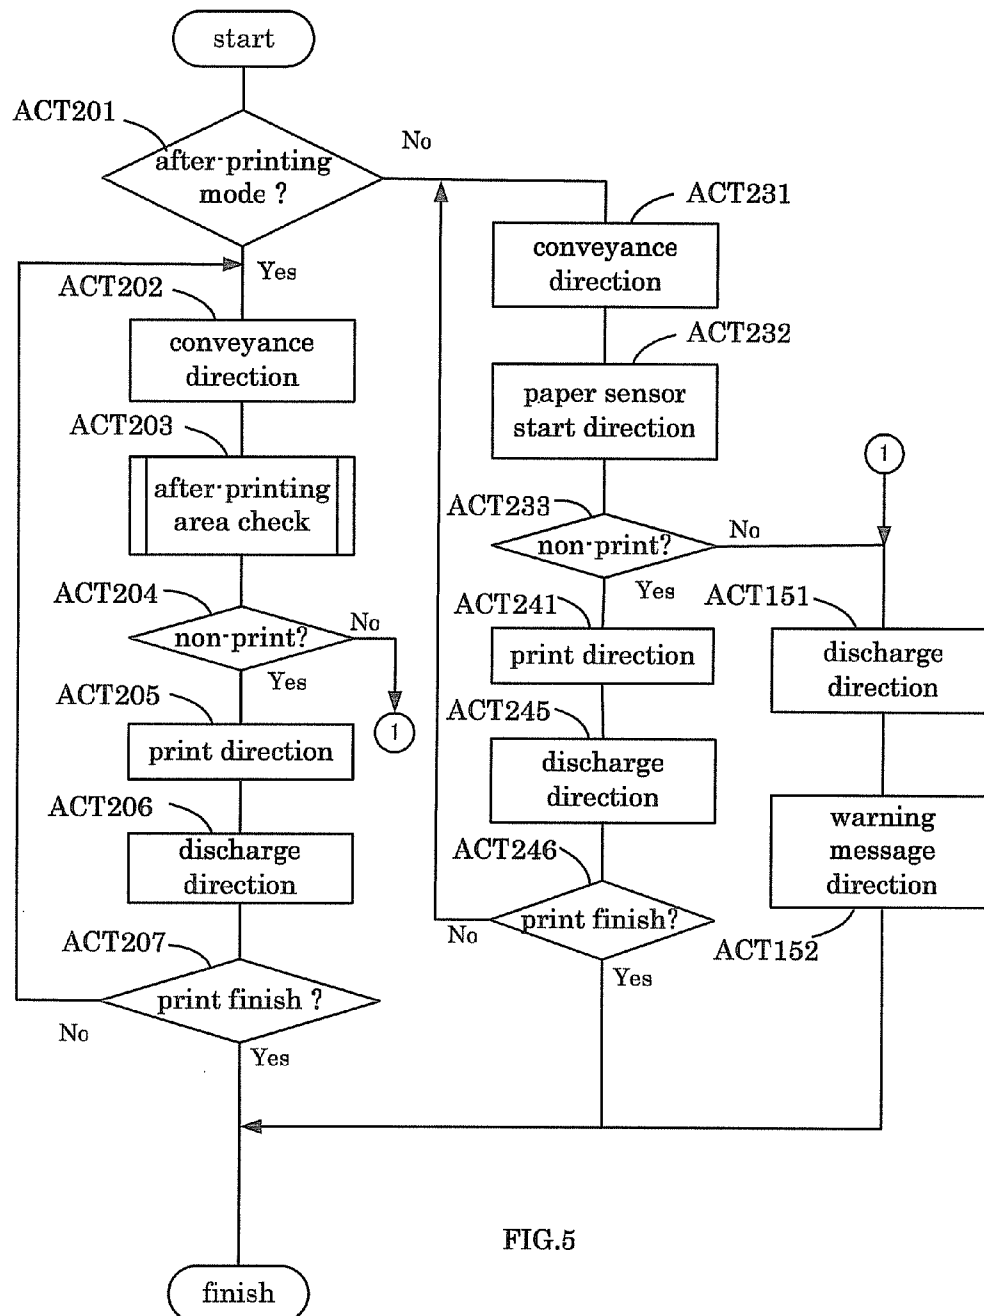 start
ACT201
after-printing
mode ?
No
Yes
ACT202
conveyance
direction
ACT203
after-printing
area check
ACT204
non-print?
No
Yes
1
ACT205
print direction
ACT206
discharge
direction
ACT207
print finish ?
No
Yes
finish
ACT231
conveyance
direction
ACT232
paper sensor
start direction
ACT233
non-print?
No
Yes
ACT241
print direction
ACT245
discharge
direction
ACT246
print finish?
No
Yes
1
ACT151
discharge
direction
warning
message
direction
ACT152
FIG.5